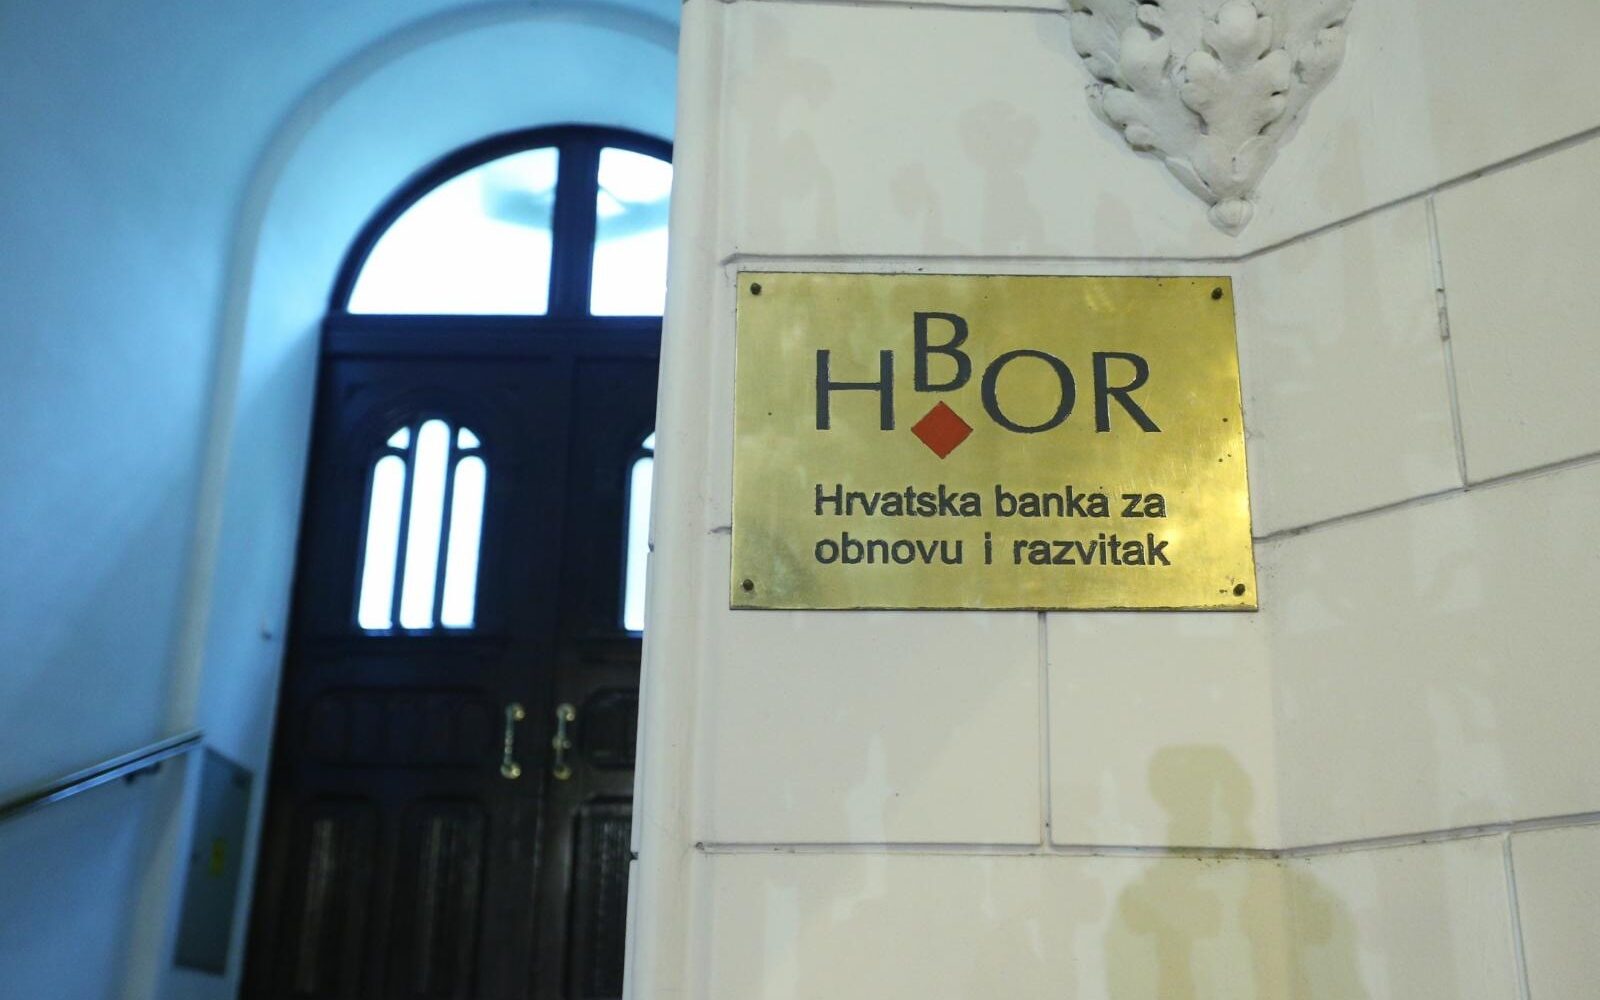 HBOR
Hrvatska banka za
obnovu i razvitak